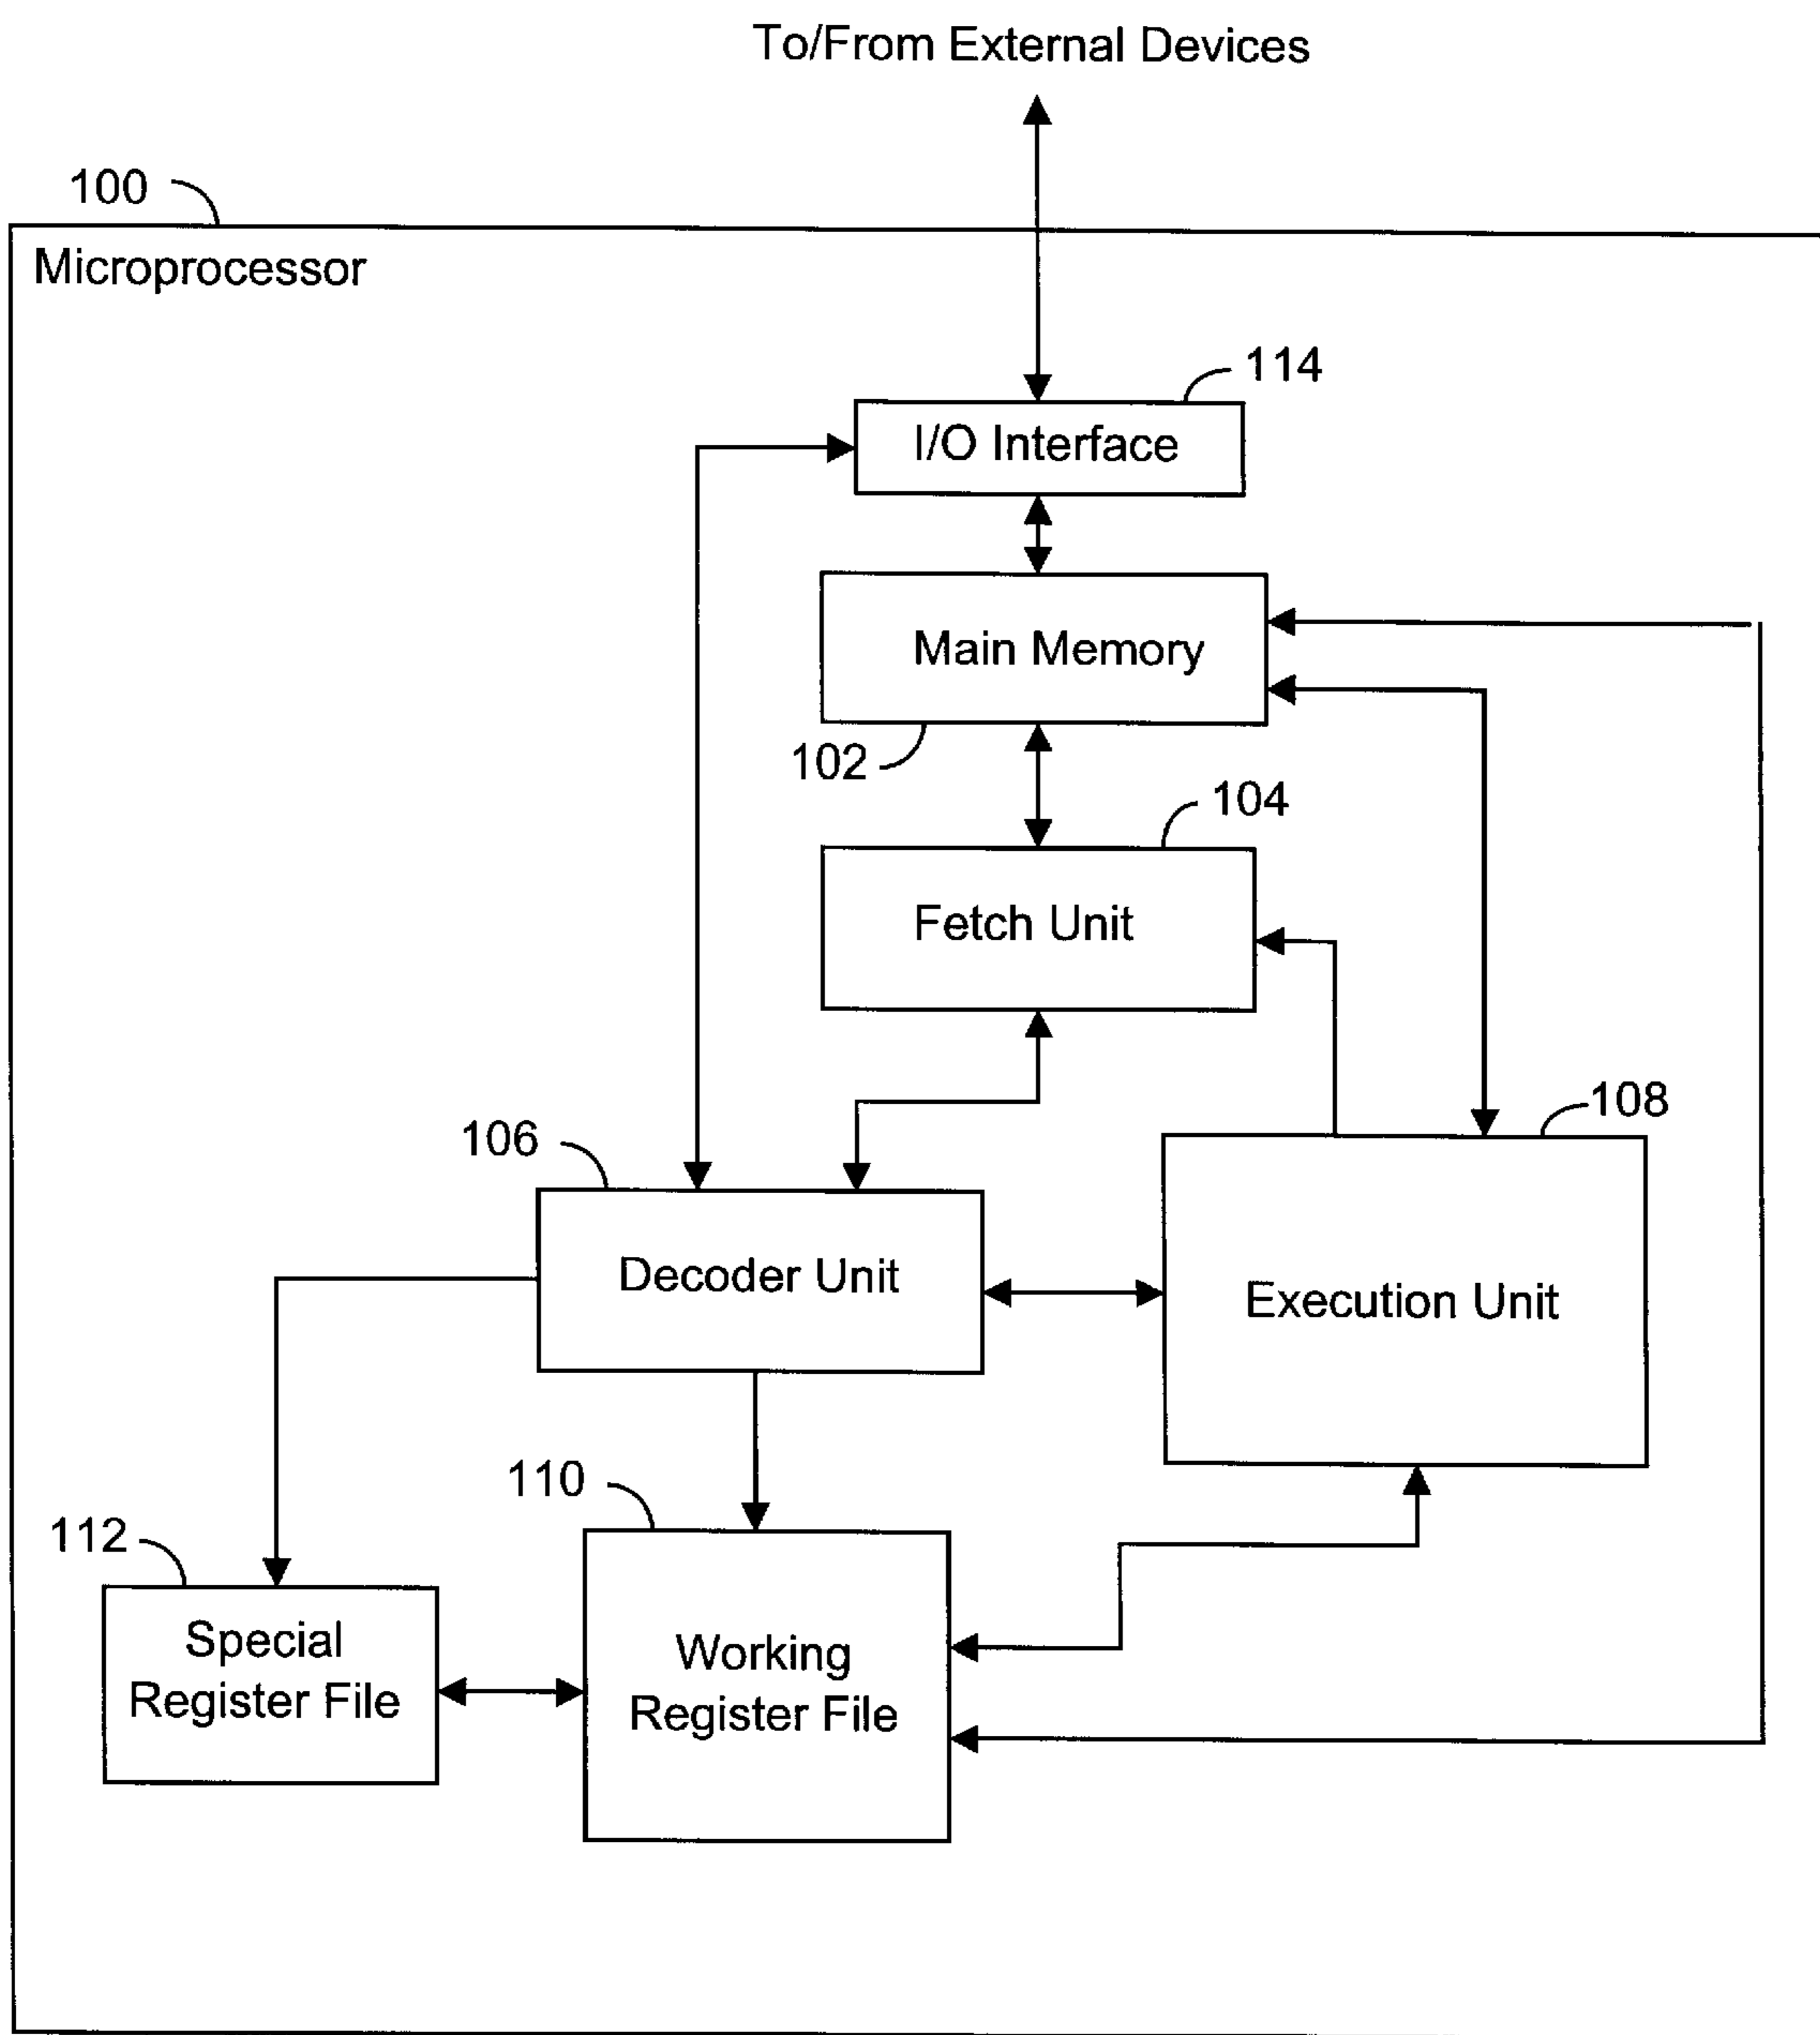 To/From External Devices
100
Microprocessor
114
I/O Interface
Main Memory
102
104
Fetch Unit
108
106
Decoder Unit
Execution Unit
110
112
Special
Register File
Working
Register File